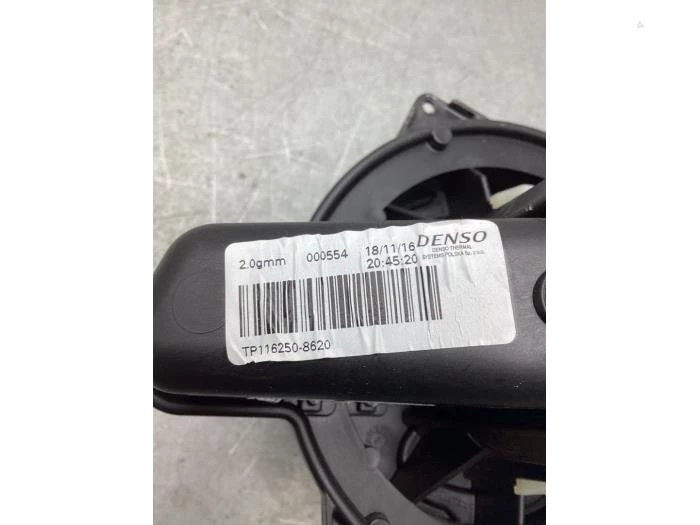 2.0gmm 000554 18/11/16 DENSO
20:45:20 DENSO THERMAL
SYSTEMS POLSKA Sp. z o.o.
TP116250-8620